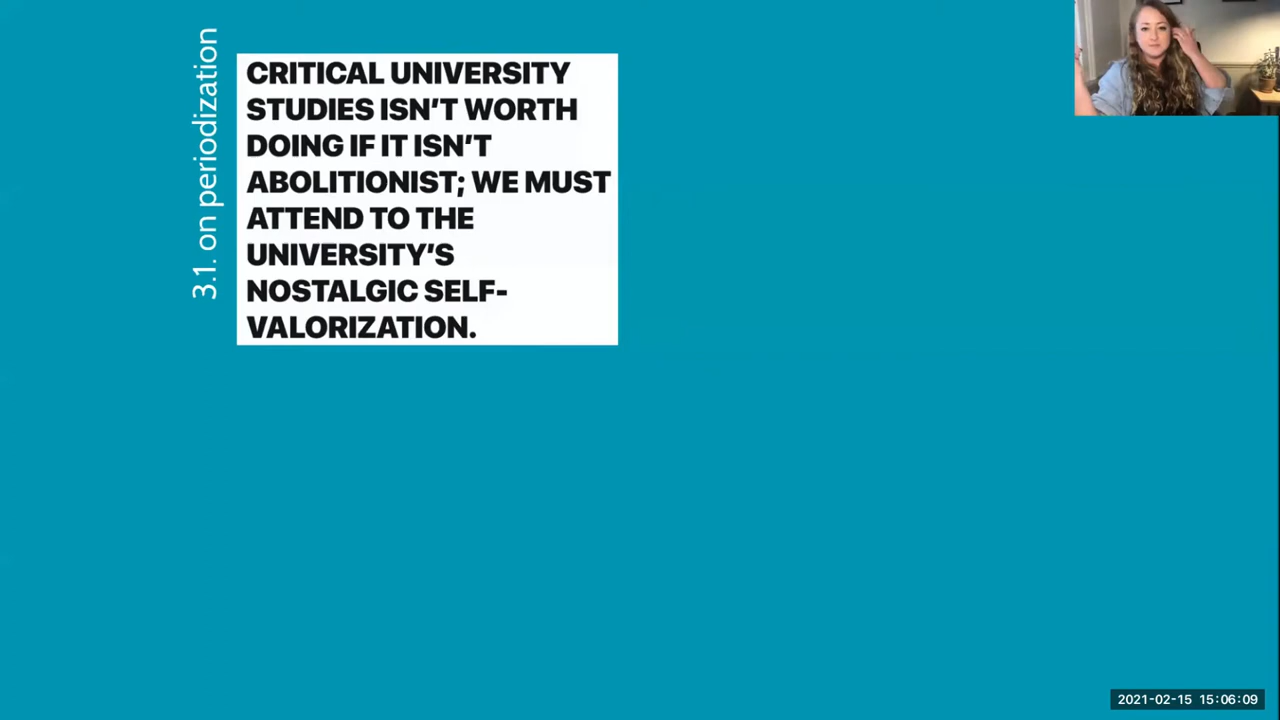 3.1. on periodization
CRITICAL UNIVERSITY
STUDIES ISN’T WORTH
DOING IF IT ISN’T
ABOLITIONIST; WE MUST
ATTEND TO THE
UNIVERSITY’S
NOSTALGIC SELF-
VALORIZATION.
2021-02-15 15:06:09